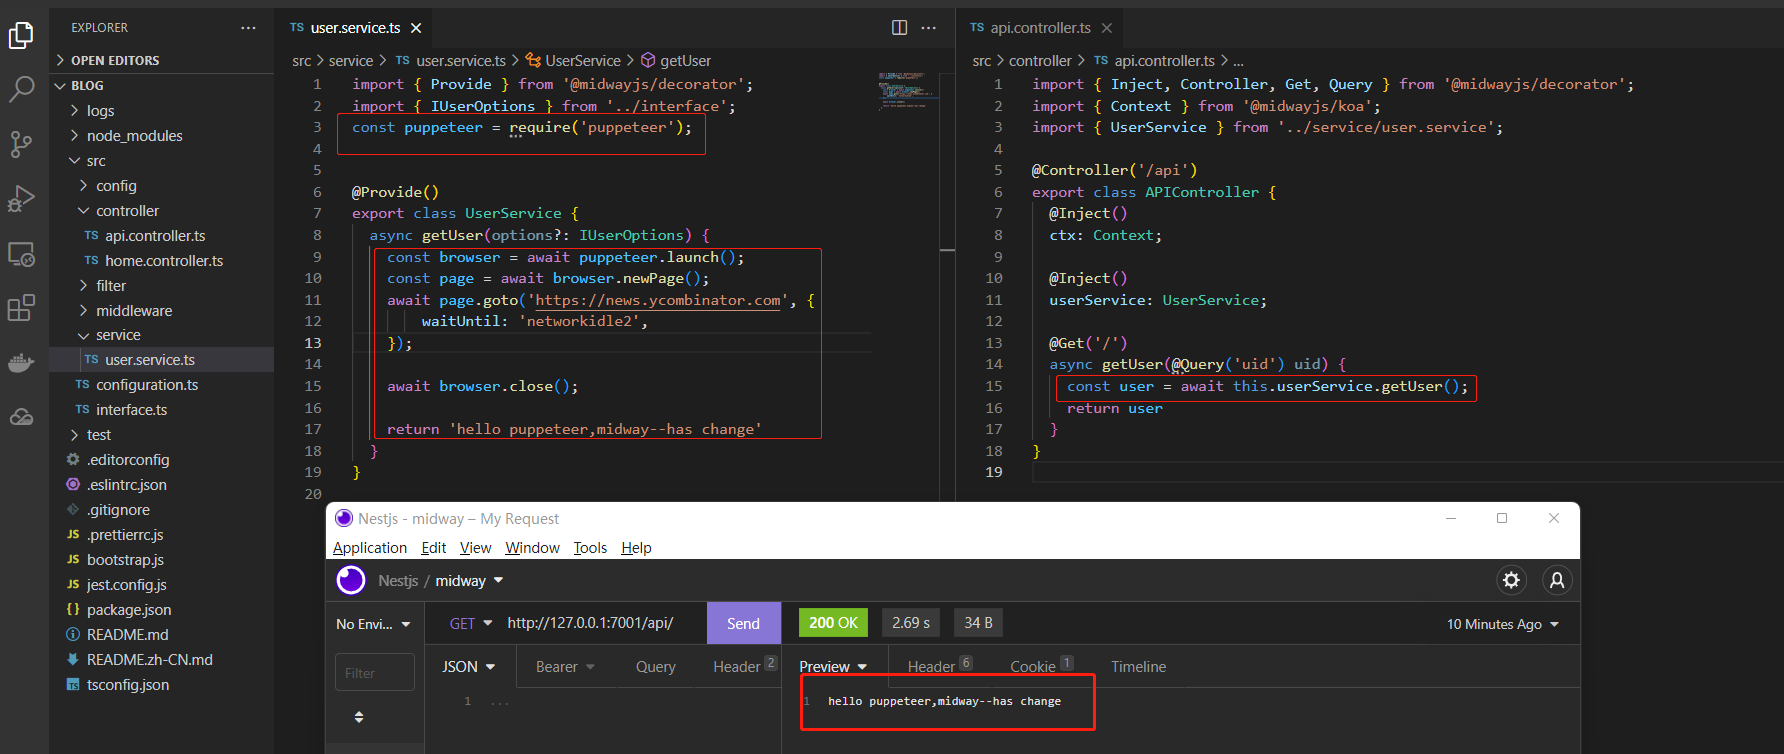 EXPLORER
OPEN EDITORS
BLOG
logs
node_modules
src
config
controller
TS api.controller.ts
TS home.controller.ts
filter
middleware
service
TS user.service.ts
TS configuration.ts
TS interface.ts
test
.editorconfig
.eslintrc.json
.gitignore
JS .prettierrc.js
JS bootstrap.js
JS jest.config.js
{} package.json
README.md
README.zh-CN.md
TS tsconfig.json
TS user.service.ts
src > service > TS user.service.ts > UserService > getUser
1 import { Provide } from '@midwayjs/decorator';
2 import { IUserOptions } from '../interface';
3 const puppeteer = require('puppeteer');
4
5
6 @Provide()
7 export class UserService {
8 async getUser(options?: IUserOptions) {
9 const browser = await puppeteer.launch();
10 const page = await browser.newPage();
11 await page.goto('https://news.ycombinator.com', {
12 waitUntil: 'networkidle2',
13 });
14
15 await browser.close();
16
17 return 'hello puppeteer,midway--has change'
18 }
19 }
20
TS api.controller.ts
src > controller > TS api.controller.ts > ...
1 import { Inject, Controller, Get, Query } from '@midwayjs/decorator';
2 import { Context } from '@midwayjs/koa';
3 import { UserService } from '../service/user.service';
4
5 @Controller('/api')
6 export class APIController {
7 @Inject()
8 ctx: Context;
9
10 @Inject()
11 userService: UserService;
12
13 @Get('/')
14 async getUser(@Query('uid') uid) {
15 const user = await this.userService.getUser();
16 return user
17 }
18 }
19
Nestjs - midway – My Request
Application Edit View Window Tools Help
Nestjs / midway
No Envi...
GET http://127.0.0.1:7001/api/ Send
200 OK 2.69 s 34 B
10 Minutes Ago
Filter
JSON Bearer Query Header 2
Preview Header 6 Cookie 1 Timeline
1 ...
1 hello puppeteer,midway--has change